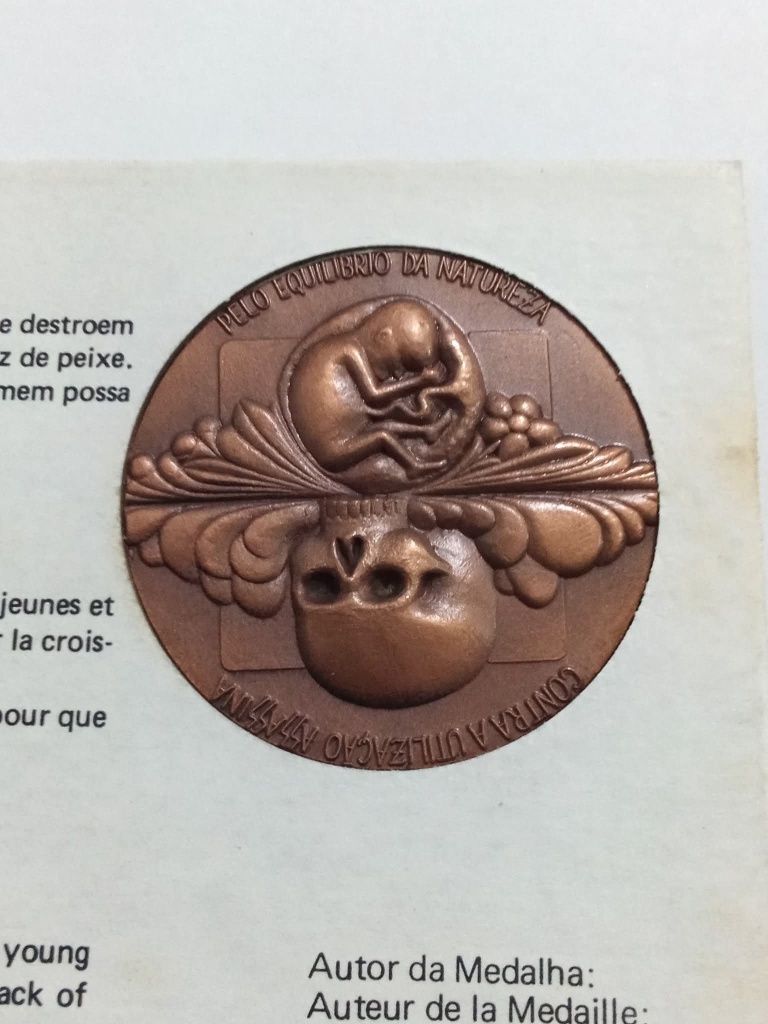 PELO EQUILIBRIO DA NATUREZA
e destroem
z de peixe.
mem possa
jeunes et
r la crois-
pour que
CONTRA A UTILIZAÇÃO ASSASSINA
young
ack of
Autor da Medalha:
Auteur de la Medaille: